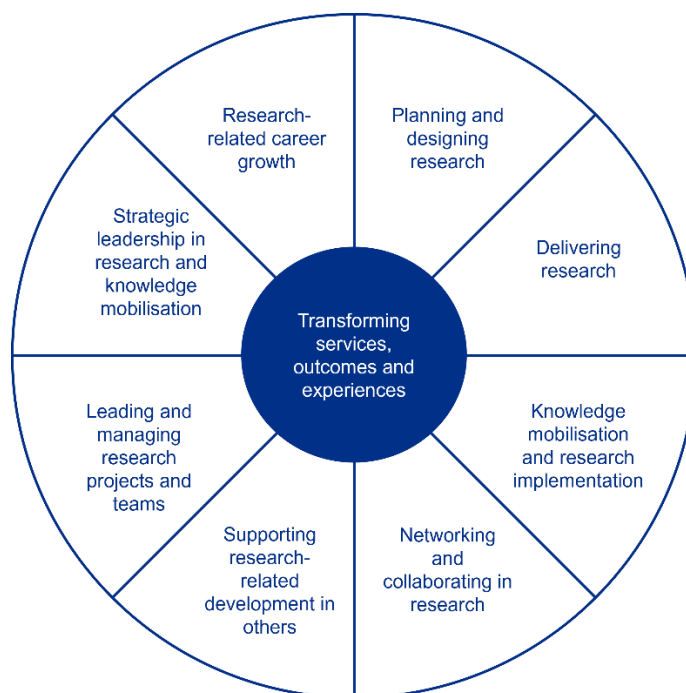 Research-
related career
growth
Planning and
designing
research
Delivering
research
Knowledge
mobilisation
and research
implementation
Networking
and
collaborating in
research
Supporting
research-
related
development in
others
Leading and
managing
research
projects and
teams
Strategic
leadership in
research and
knowledge
mobilisation
Transforming
services,
outcomes and
experiences